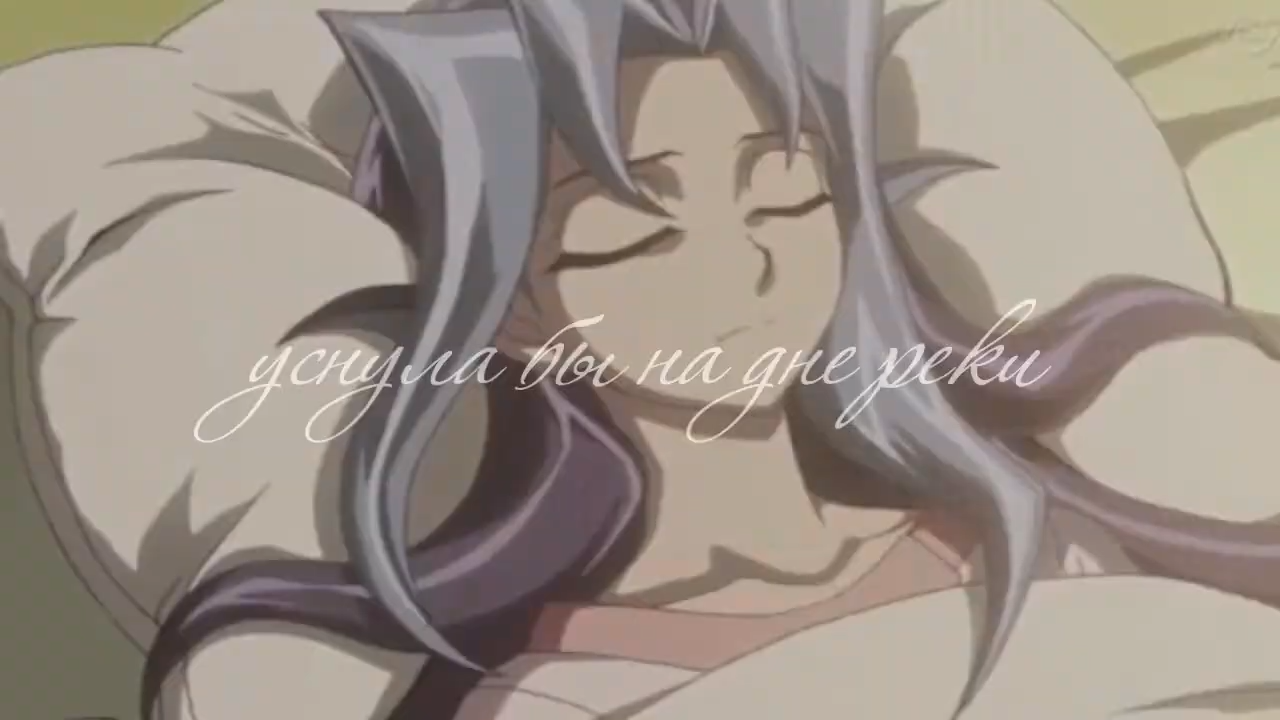 уснула бы на дне реки